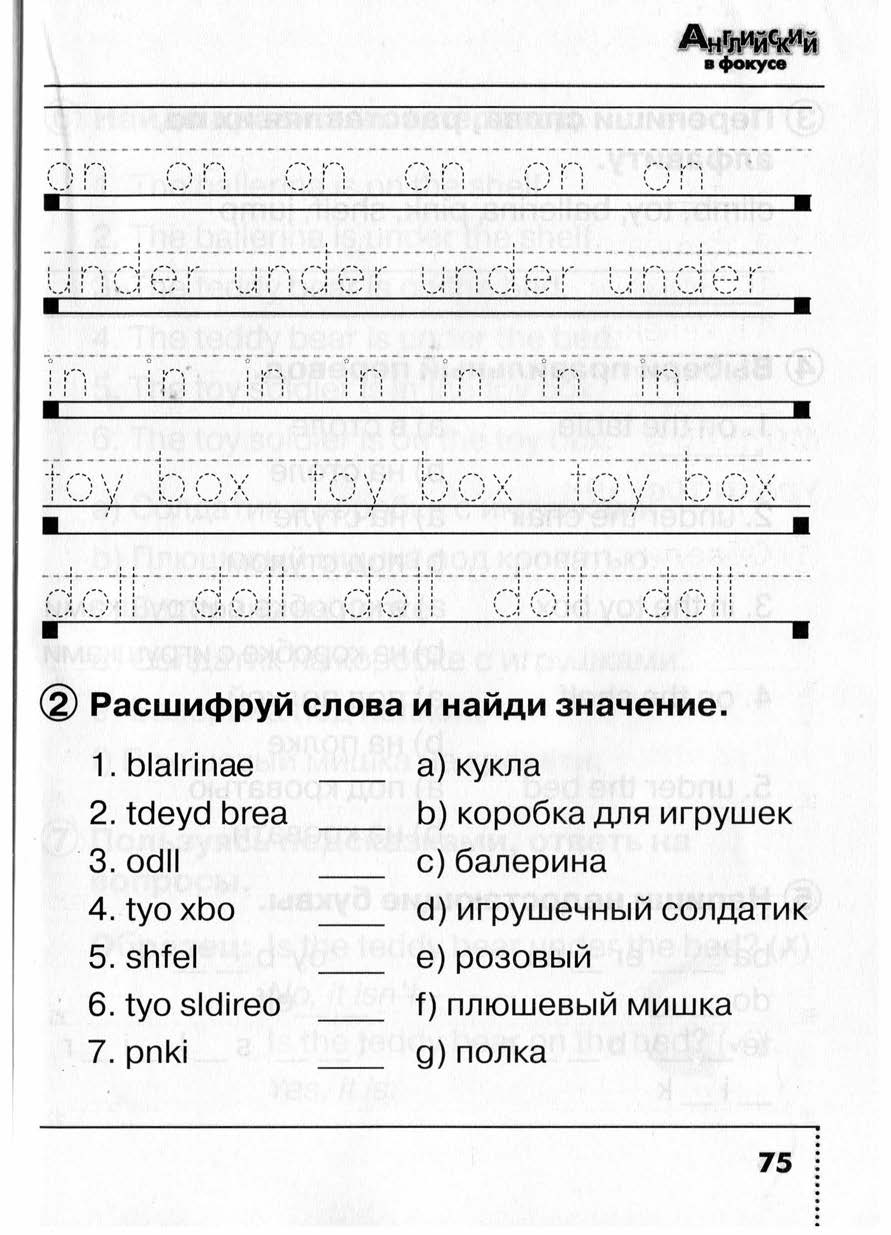 Английский
в фокусе
on on on on on on
under under under under
in in in in in in in
toy box toy box toy box
doll doll doll doll doll
2 Расшифруй слова и найди значение.
1. blalrinae ____ a) кукла
2. tdeyd brea ____ b) коробка для игрушек
3. odll ____ c) балерина
4. tyo xbo ____ d) игрушечный солдатик
5. shfel ____ e) розовый
6. tyo sldireo ____ f) плюшевый мишка
7. pnki ____ g) полка
75